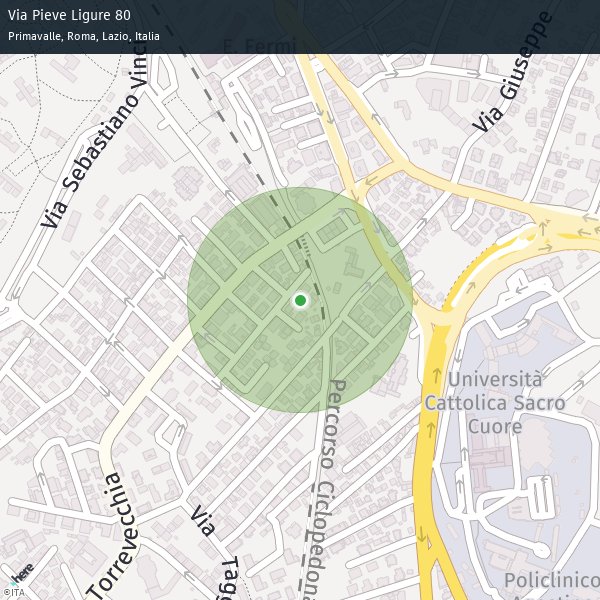 Via Pieve Ligure 80
Primavalle, Roma, Lazio, Italia
E. Fermi
Via Giuseppe
Via Sebastiano Vinci
Università
Cattolica Sacro
Cuore
Percorso Ciclopedona
Via
Tagg
Torrevecchia
Policlinico
here
©ITA